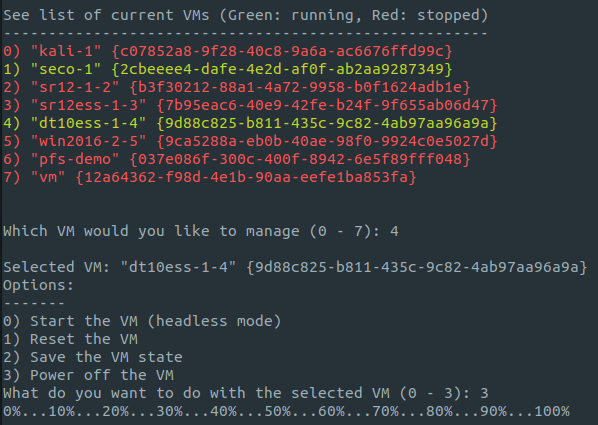 See list of current VMs (Green: running, Red: stopped)
------------------------------------------------------
0) "kali-1" {c07852a8-9f28-40c8-9a6a-ac6676ffd99c}
1) "seco-1" {2cbeeee4-dafe-4e2d-af0f-ab2aa9287349}
2) "sr12-1-2" {b3f30212-88a1-4a72-9958-b0f1624adb1e}
3) "sr12ess-1-3" {7b95eac6-40e9-42fe-b24f-9f655ab06d47}
4) "dt10ess-1-4" {9d88c825-b811-435c-9c82-4ab97aa96a9a}
5) "win2016-2-5" {9ca5288a-eb0b-40ae-98f0-9924c0e5027d}
6) "pfs-demo" {037e086f-300c-400f-8942-6e5f89fff048}
7) "vm" {12a64362-f98d-4e1b-90aa-eefe1ba853fa}
Which VM would you like to manage (0 - 7): 4
Selected VM: "dt10ess-1-4" {9d88c825-b811-435c-9c82-4ab97aa96a9a}
Options:
-------
0) Start the VM (headless mode)
1) Reset the VM
2) Save the VM state
3) Power off the VM
What do you want to do with the selected VM (0 - 3): 3
0%...10%...20%...30%...40%...50%...60%...70%...80%...90%...100%